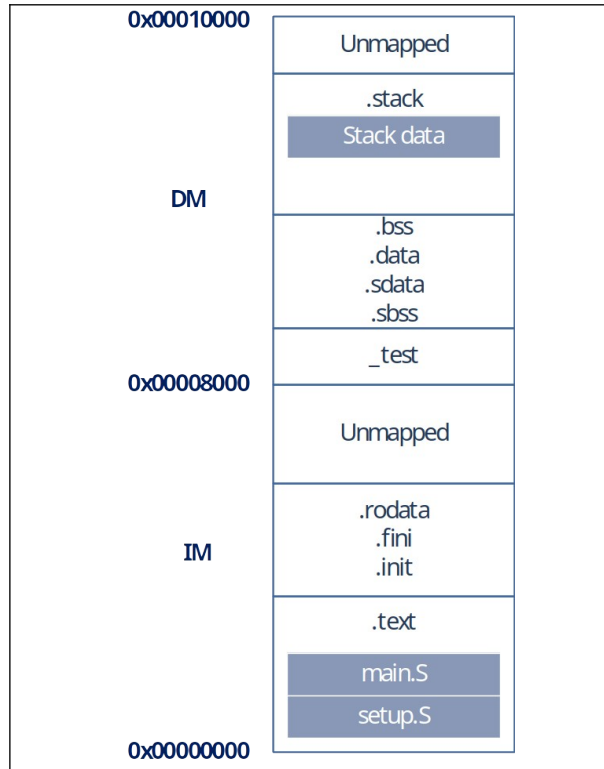 0x00010000
Unmapped
.stack
Stack data
DM
.bss
.data
.sdata
.sbss
_test
0x00008000
Unmapped
.rodata
.fini
IM
.init
.text
main.S
setup.S
0x00000000